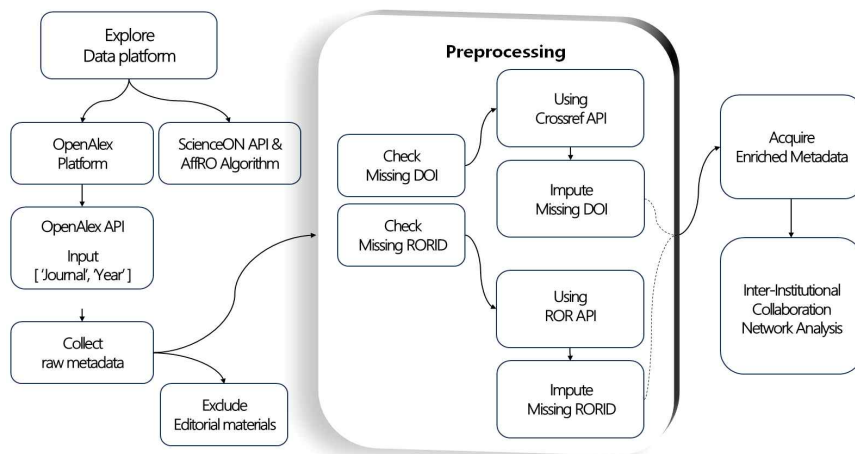 Explore
Data platform
OpenAlex
Platform
ScienceON API &
AffRO Algorithm
OpenAlex API
Input
[ 'Journal', 'Year' ]
Collect
raw metadata
Exclude
Editorial materials
Preprocessing
Check
Missing DOI
Check
Missing RORID
Using
Crossref API
Impute
Missing DOI
Using
ROR API
Impute
Missing RORID
Acquire
Enriched Metadata
Inter-Institutional
Collaboration
Network Analysis